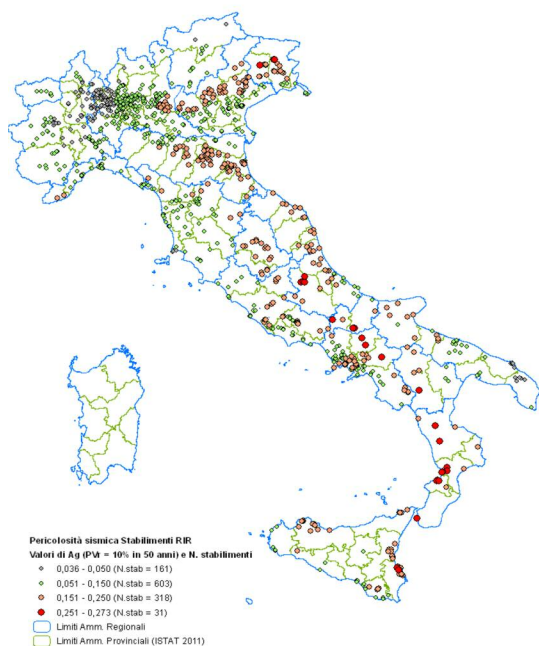 Pericolosità sismica Stabilimenti RIR
Valori di Ag (PVr = 10% in 50 anni) e N. stabilimenti
0,036 - 0,050 (N.stab = 161)
0,051 - 0,150 (N.stab = 603)
0,151 - 0,250 (N.stab = 318)
0,251 - 0,273 (N.stab = 31)
Limiti Amm. Regionali
Limiti Amm. Provinciali (ISTAT 2011)